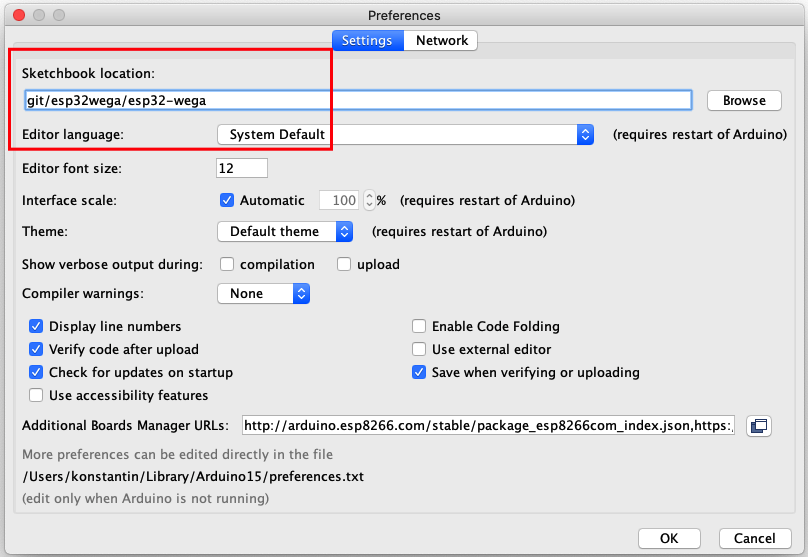 Preferences
Settings Network
Sketchbook location:
git/esp32wega/esp32-wega Browse
Editor language: System Default (requires restart of Arduino)
Editor font size: 12
Interface scale: Automatic 100 % (requires restart of Arduino)
Theme: Default theme (requires restart of Arduino)
Show verbose output during: compilation upload
Compiler warnings: None
Display line numbers Enable Code Folding
Verify code after upload Use external editor
Check for updates on startup Save when verifying or uploading
Use accessibility features
Additional Boards Manager URLs: http://arduino.esp8266.com/stable/package_esp8266com_index.json,https:/
More preferences can be edited directly in the file
/Users/konstantin/Library/Arduino15/preferences.txt
(edit only when Arduino is not running)
OK Cancel